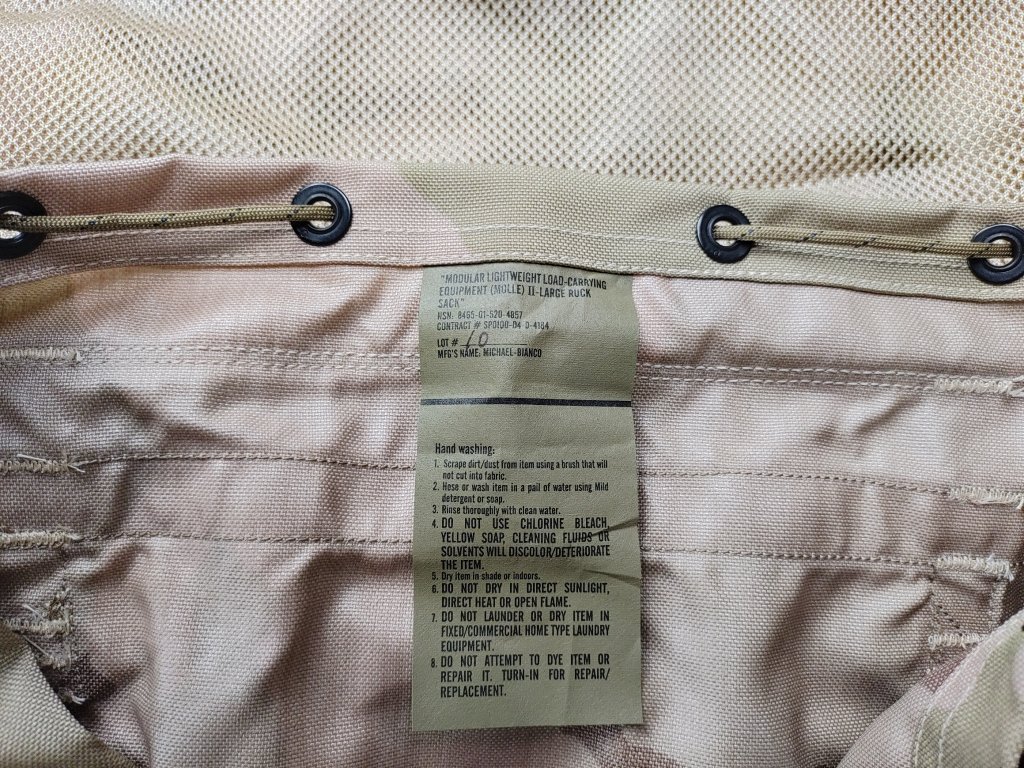 "MODULAR LIGHTWEIGHT LOAD-CARRYING
EQUIPMENT (MOLLE) II-LARGE RUCK
SACK"
NSN: 8465-01-520-4857
CONTRACT # SPO100-04 D-4184
LOT # 10
MFG'S NAME: MICHAEL-BIANCO
Hand washing:
1. Scrape dirt/dust from item using a brush that will
not cut into fabric.
2. Hose or wash item in a pail of water using Mild
detergent or soap.
3. Rinse thoroughly with clean water.
4. DO NOT USE CHLORINE BLEACH,
YELLOW SOAP, CLEANING FLUIDS OR
SOLVENTS WILL DISCOLOR/DETERIORATE
THE ITEM.
5. Dry item in shade or indoors.
6. DO NOT DRY IN DIRECT SUNLIGHT,
DIRECT HEAT OR OPEN FLAME.
7. DO NOT LAUNDER OR DRY ITEM IN
FIXED/COMMERCIAL HOME TYPE LAUNDRY
EQUIPMENT.
8. DO NOT ATTEMPT TO DYE ITEM OR
REPAIR IT. TURN-IN FOR REPAIR/
REPLACEMENT.